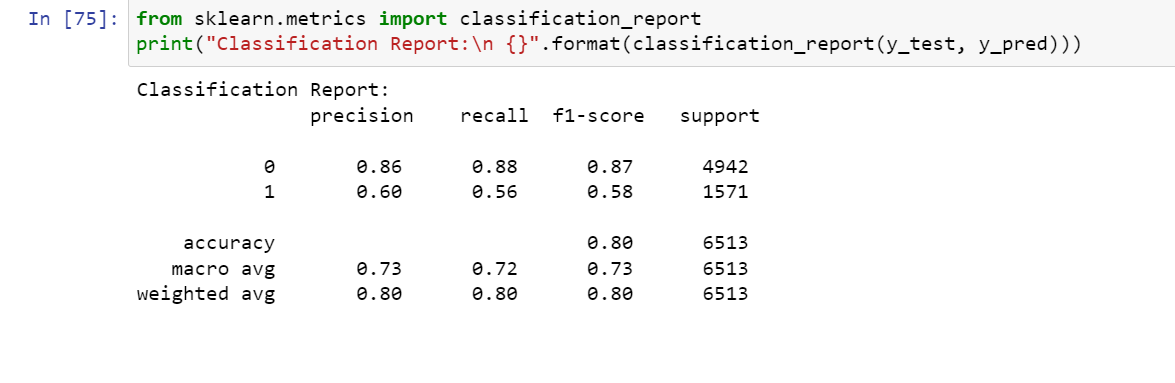 In [75]: from sklearn.metrics import classification_report
print("Classification Report:\n {}".format(classification_report(y_test, y_pred)))
Classification Report:
precision recall f1-score support
0 0.86 0.88 0.87 4942
1 0.60 0.56 0.58 1571
accuracy 0.80 6513
macro avg 0.73 0.72 0.73 6513
weighted avg 0.80 0.80 0.80 6513